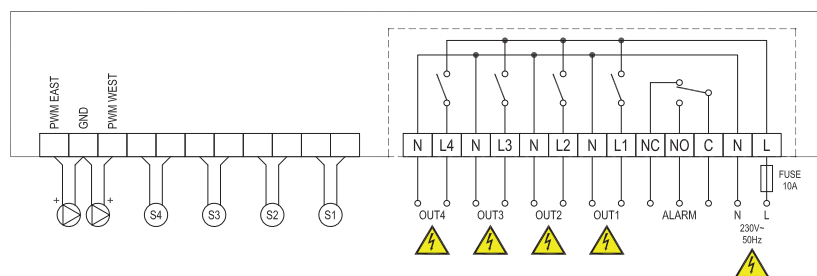 PWM EAST
GND
PWM WEST
N L4 N L3 N L2 N L1 NC NO C N L
FUSE
10A
+ + S4 S3 S2 S1
OUT4 OUT3 OUT2 OUT1 ALARM N L
230V~
50Hz